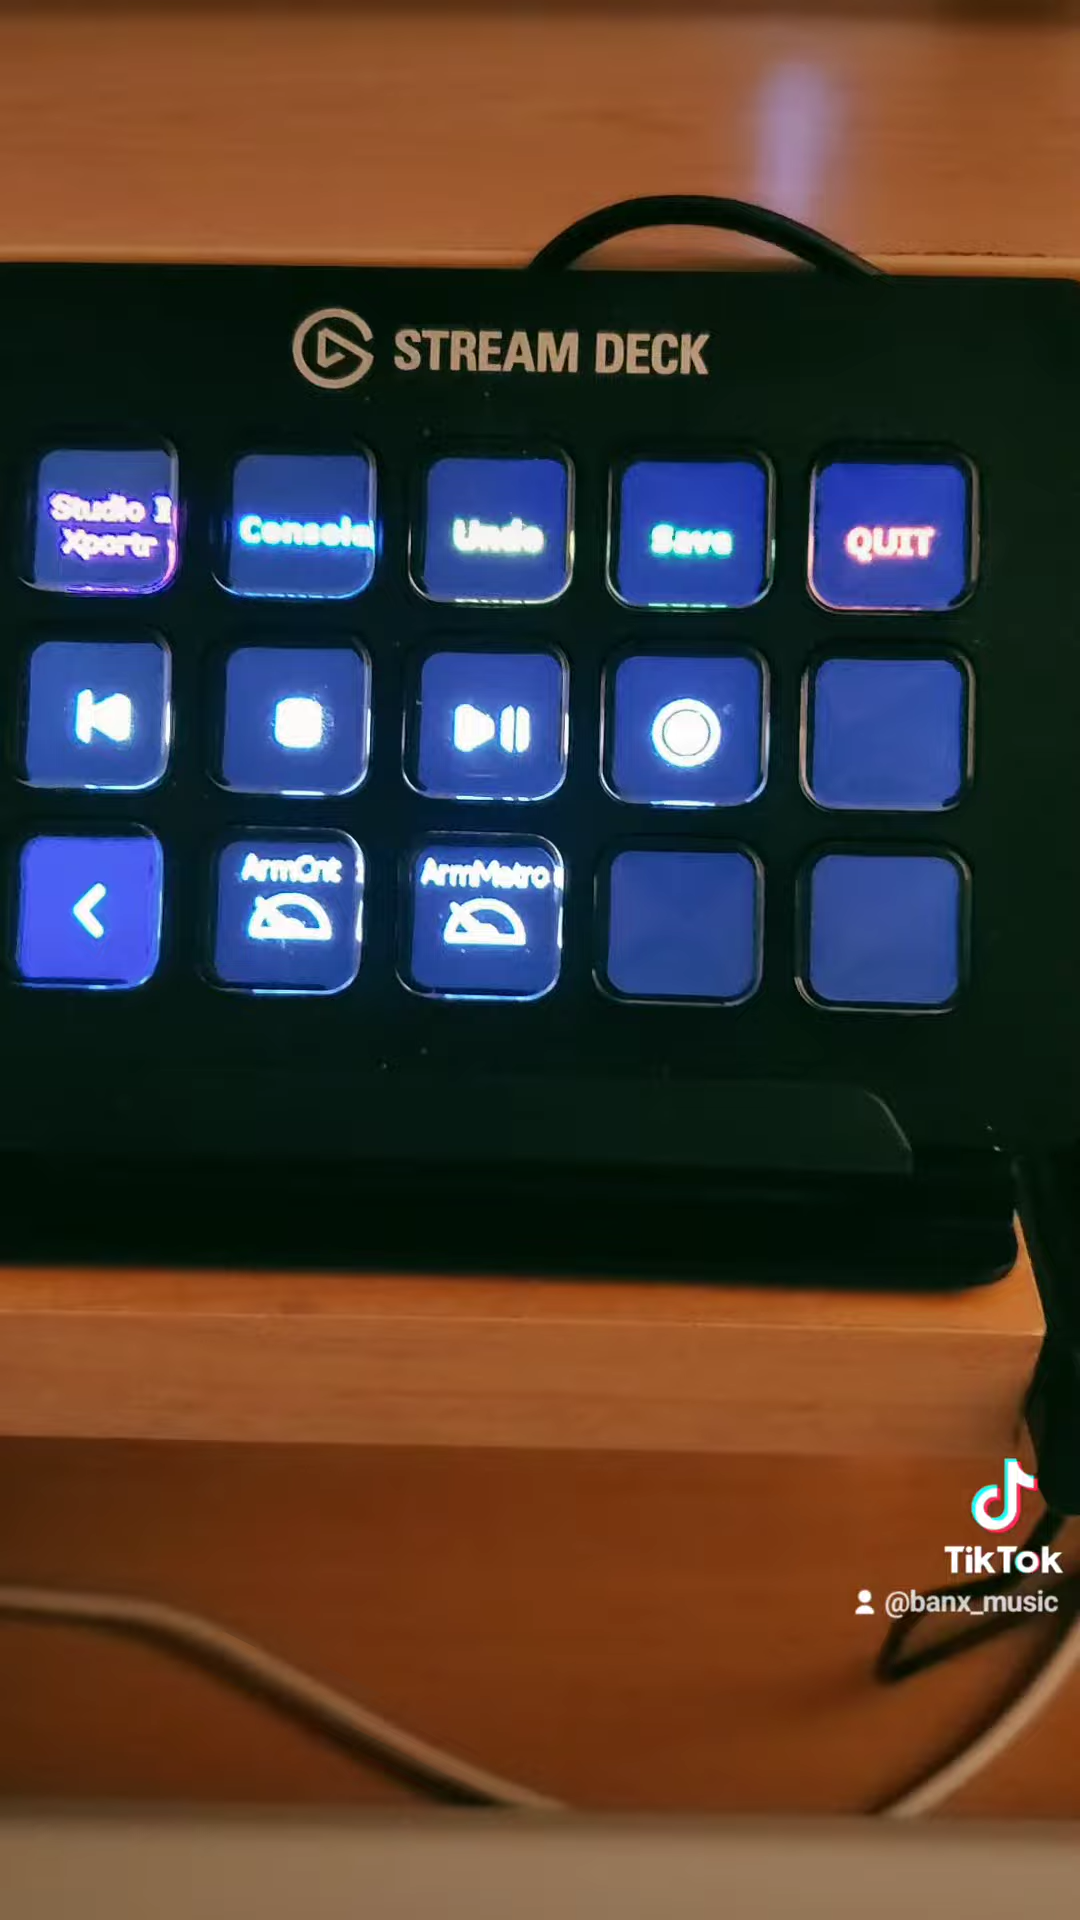 STREAM DECK
Studio
Xportr
Console
Undo
Save
QUIT
ArmCnt
ArmMetro
TikTok
@banx_music